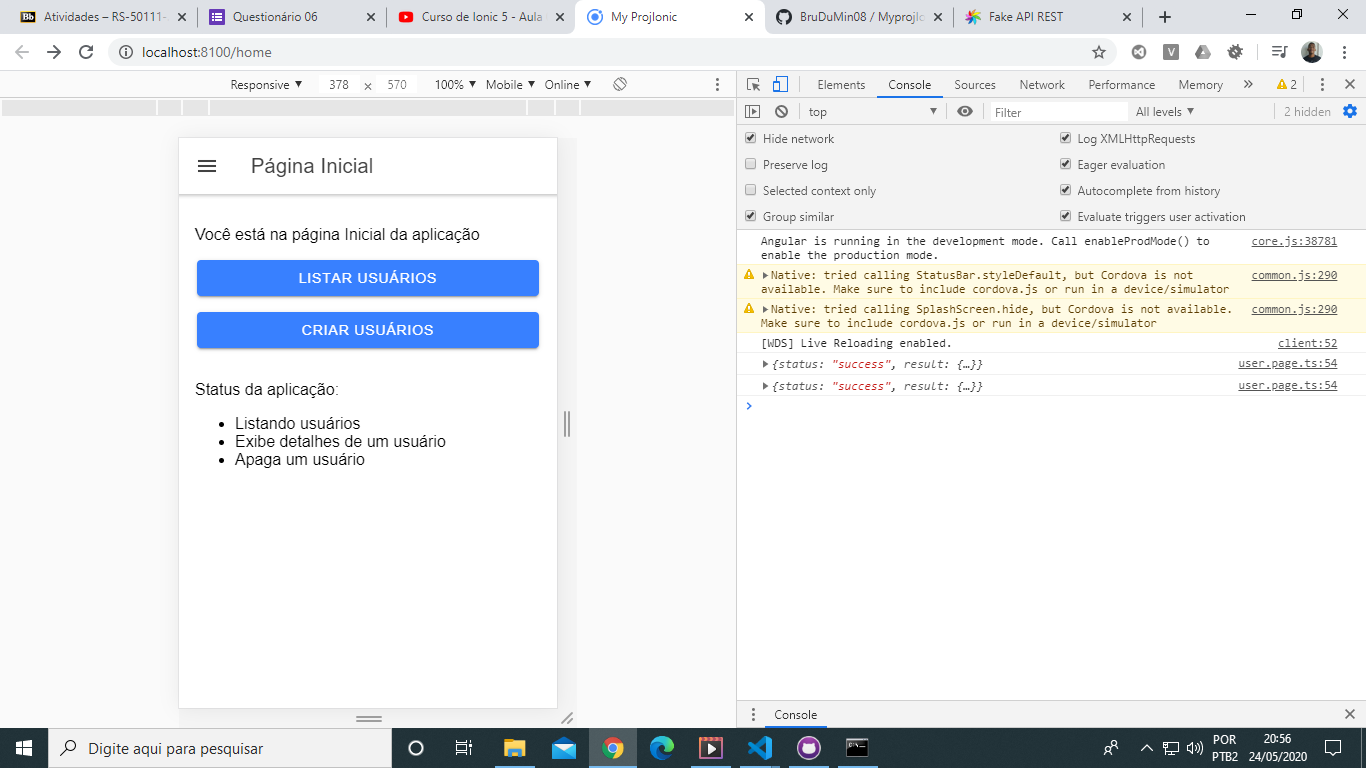 Atividades – RS-50111-
Questionário 06
Curso de Ionic 5 - Aula
My ProjIonic
BruDuMin08 / MyprojIo
Fake API REST
localhost:8100/home
Responsive
378 × 570
100%
Mobile
Online
Elements
Console
Sources
Network
Performance
Memory
2
top
Filter
All levels
2 hidden
Hide network
Log XMLHttpRequests
Preserve log
Eager evaluation
Selected context only
Autocomplete from history
Group similar
Evaluate triggers user activation
Página Inicial
Você está na página Inicial da aplicação
LISTAR USUÁRIOS
CRIAR USUÁRIOS
Status da aplicação:
Listando usuários
Exibe detalhes de um usuário
Apaga um usuário
Angular is running in the development mode. Call enableProdMode() to core.js:38781
enable the production mode.
Native: tried calling StatusBar.styleDefault, but Cordova is not common.js:290
available. Make sure to include cordova.js or run in a device/simulator
Native: tried calling SplashScreen.hide, but Cordova is not available. common.js:290
Make sure to include cordova.js or run in a device/simulator
[WDS] Live Reloading enabled. client:52
{status: "success", result: {…}} user.page.ts:54
{status: "success", result: {…}} user.page.ts:54
Console
Digite aqui para pesquisar
POR
PTB2
20:56
24/05/2020